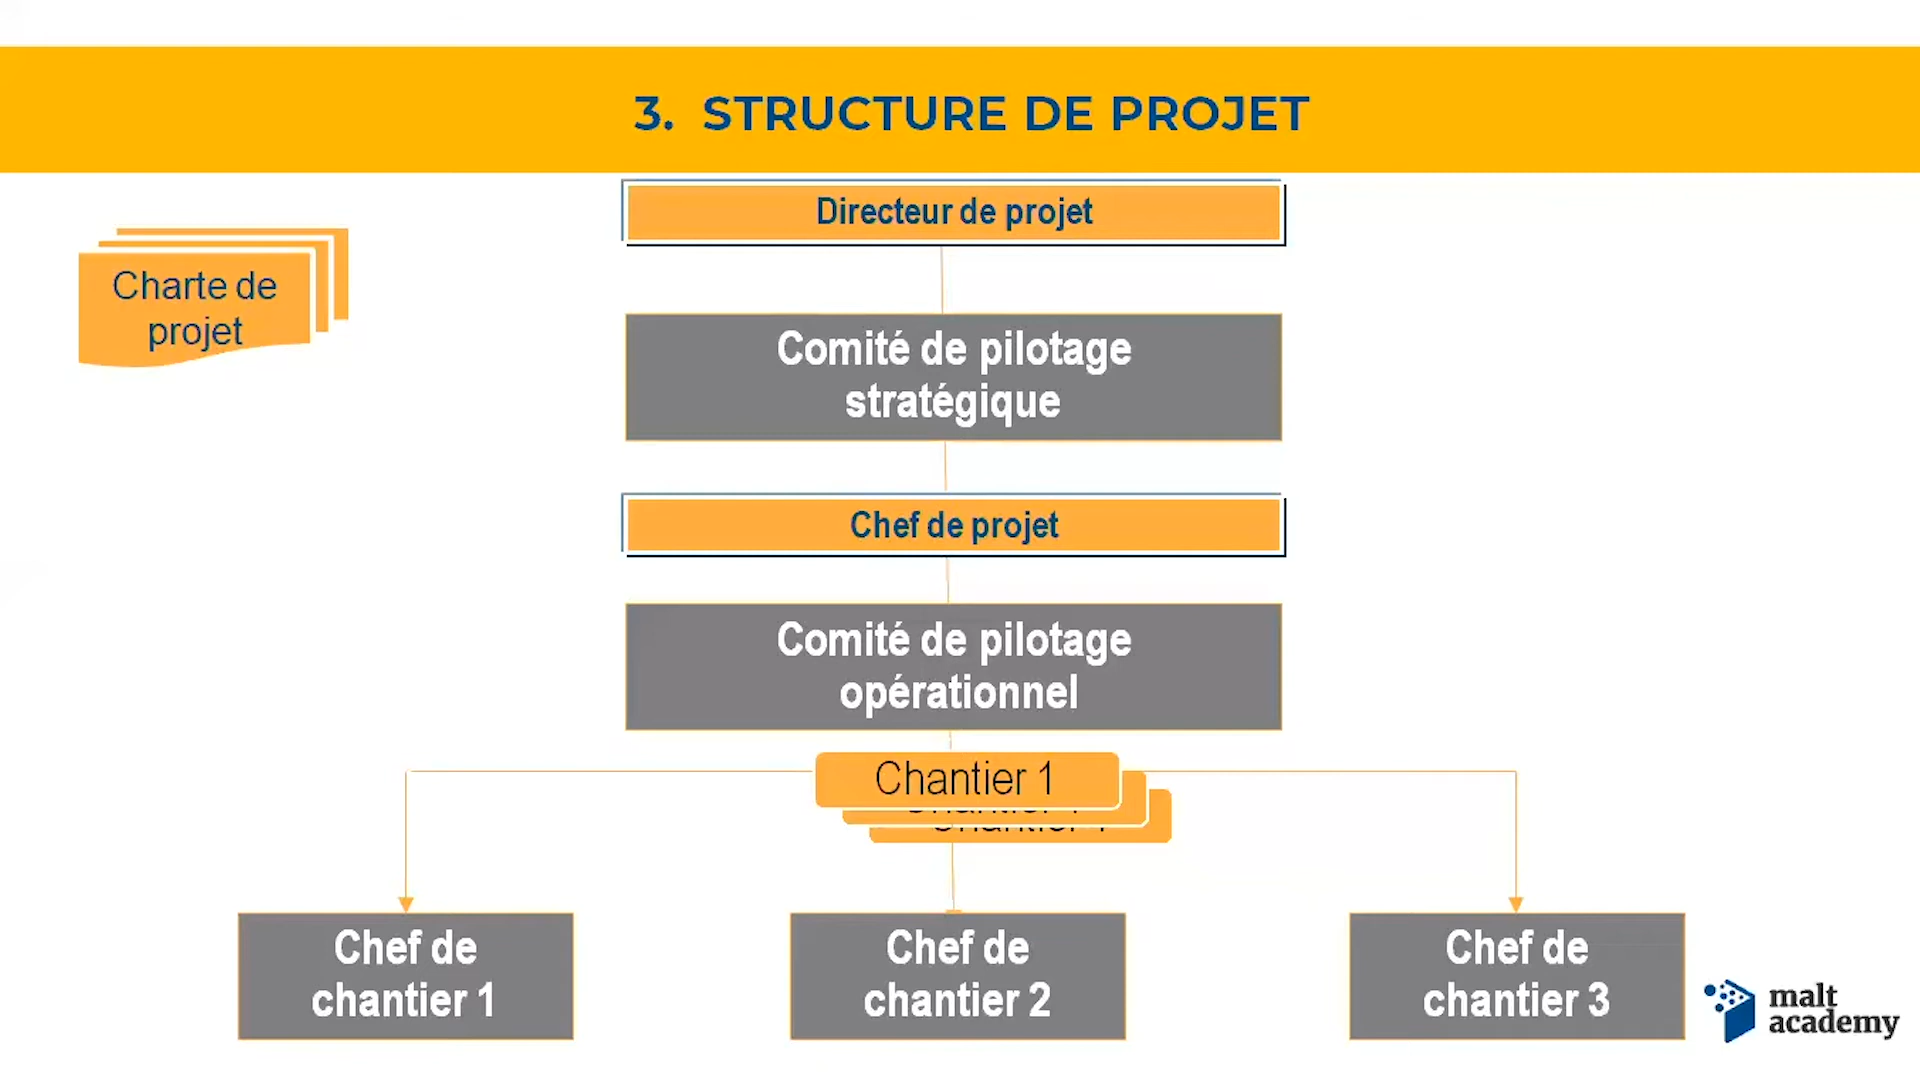 3. STRUCTURE DE PROJET
Directeur de projet
Charte de
projet
Comité de pilotage
stratégique
Chef de projet
Comité de pilotage
opérationnel
Chantier 1
Chef de
chantier 1
Chef de
chantier 2
Chef de
chantier 3
malt
academy